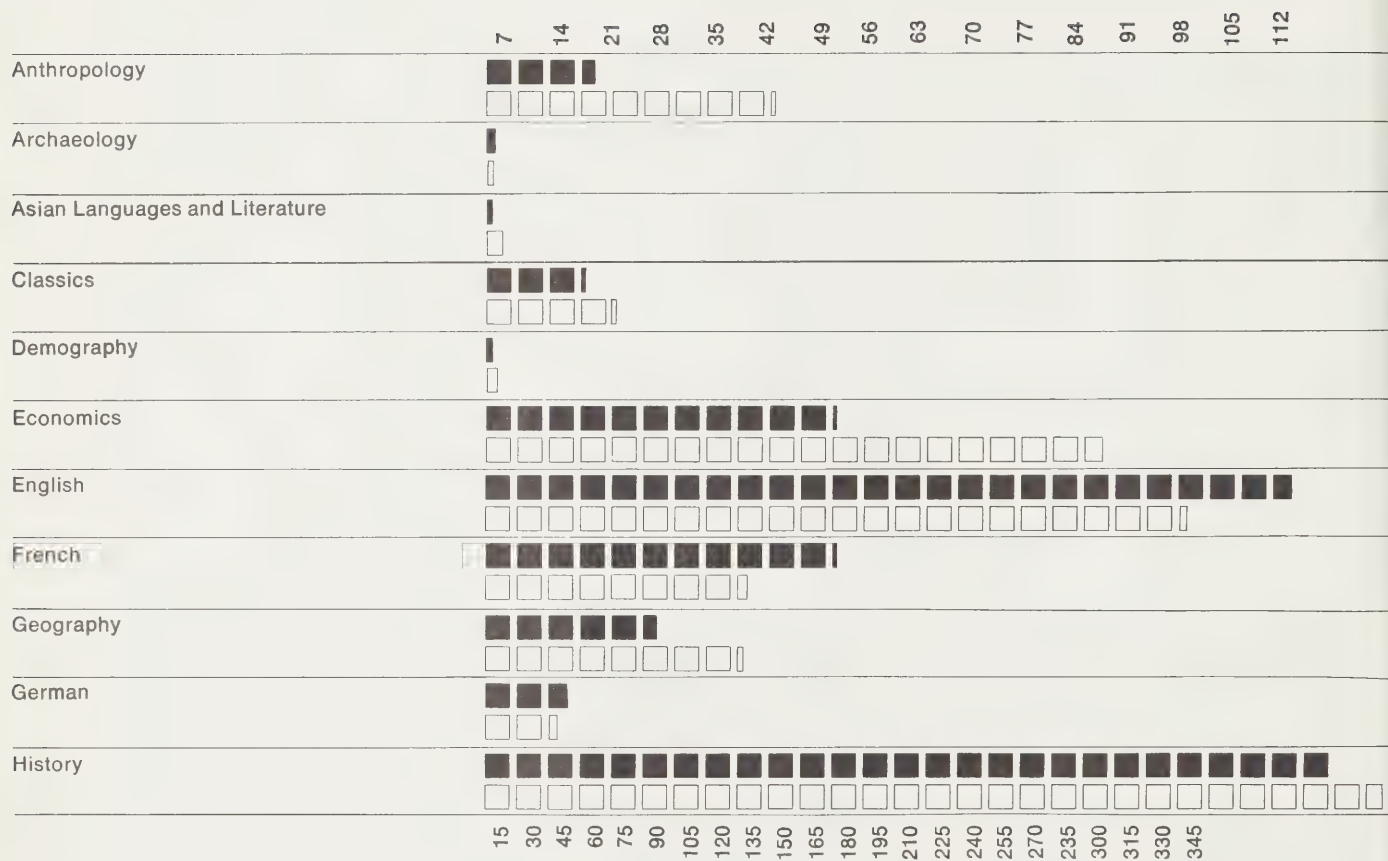 7 14 21 28 35 42 49 56 63 70 77 84 91 98 105 112
Anthropology
Archaeology
Asian Languages and Literature
Classics
Demography
Economics
English
French
Geography
German
History
15 30 45 60 75 90 105 120 135 150 165 180 195 210 225 240 255 270 235 300 315 330 345